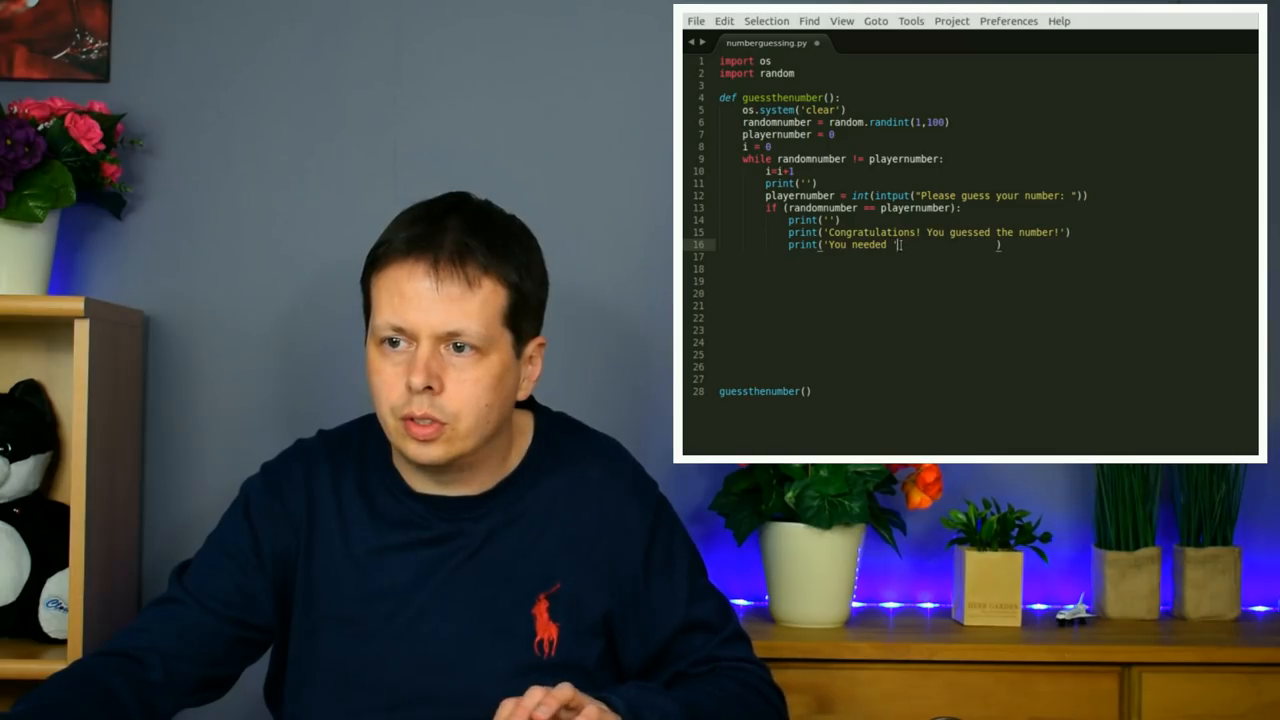 File Edit Selection Find View Goto Tools Project Preferences Help
numberguessing.py
1 import os
2 import random
3
4 def guessthenumber():
5 os.system('clear')
6 randomnumber = random.randint(1,100)
7 playernumber = 0
8 i = 0
9 while randomnumber != playernumber:
10 i=i+1
11 print('')
12 playernumber = int(intput("Please guess your number: "))
13 if (randomnumber == playernumber):
14 print('')
15 print('Congratulations! You guessed the number!')
16 print('You needed ' )
17
18
19
20
21
22
23
24
25
26
27
28 guessthenumber()
HERB GARDEN